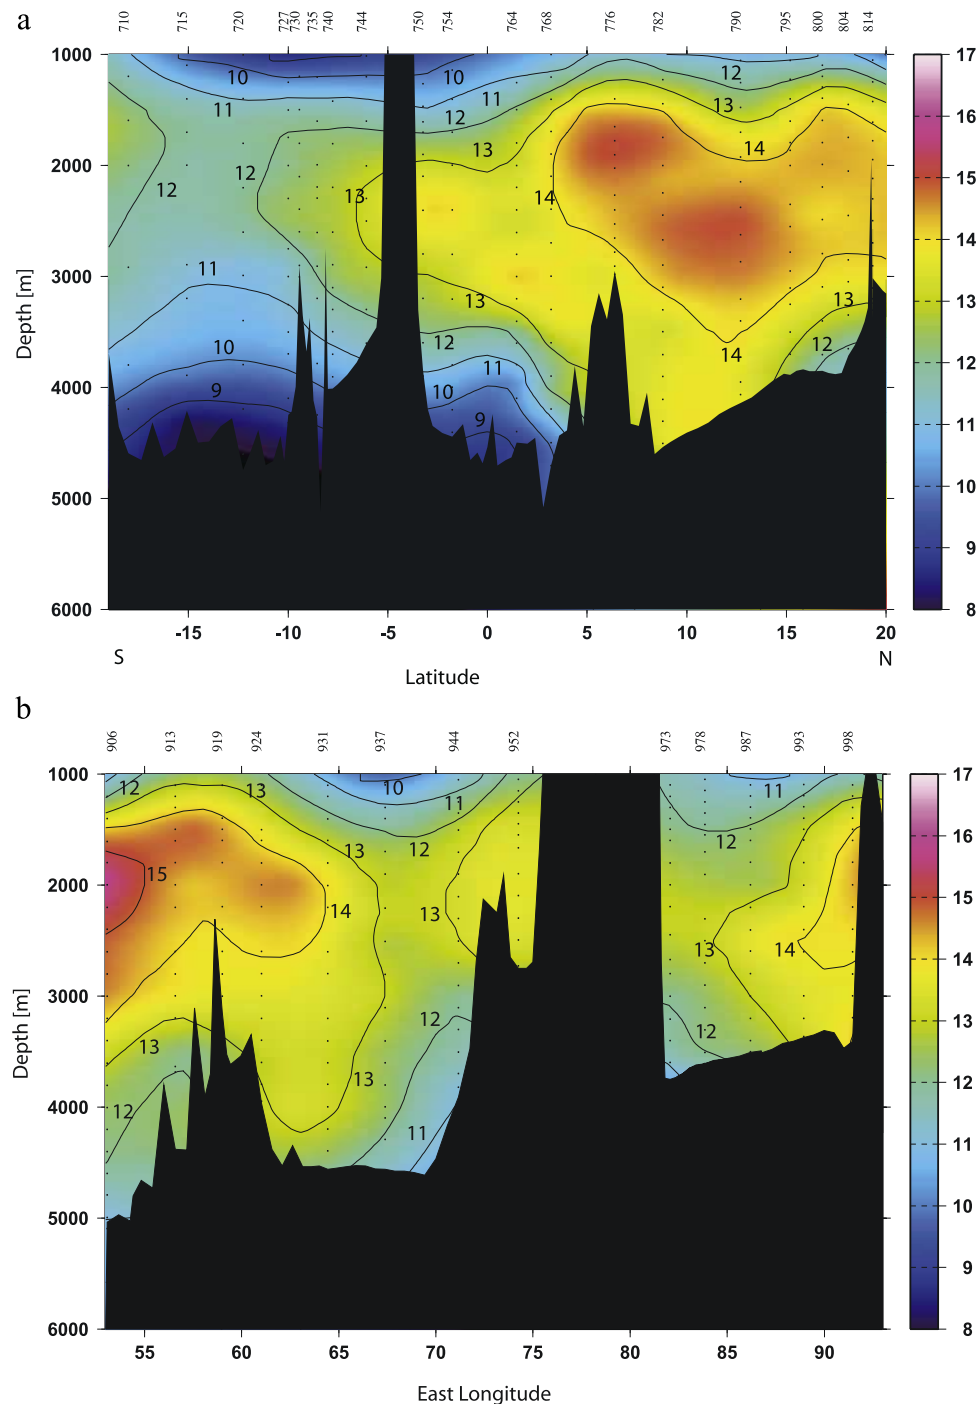 a
710 715 720 727 730 735 740 744 750 754 764 768 776 782 790 795 800 804 814
1000
2000
3000
4000
5000
6000
Depth [m]
10 10 12
11 11 13
12 12
13 14
12 12 13 14
11 13 13
12 14 12
10 11
9 10
9
17
16
15
14
13
12
11
10
9
8
-15 -10 -5 0 5 10 15 20
S N
Latitude
b
906 913 919 924 931 937 944 952 973 978 987 993 998
1000
2000
3000
4000
5000
6000
Depth [m]
12 13 10 11 11
13 12 12
15
14 13
13 14
12 12
13 13
12 11
17
16
15
14
13
12
11
10
9
8
55 60 65 70 75 80 85 90
East Longitude